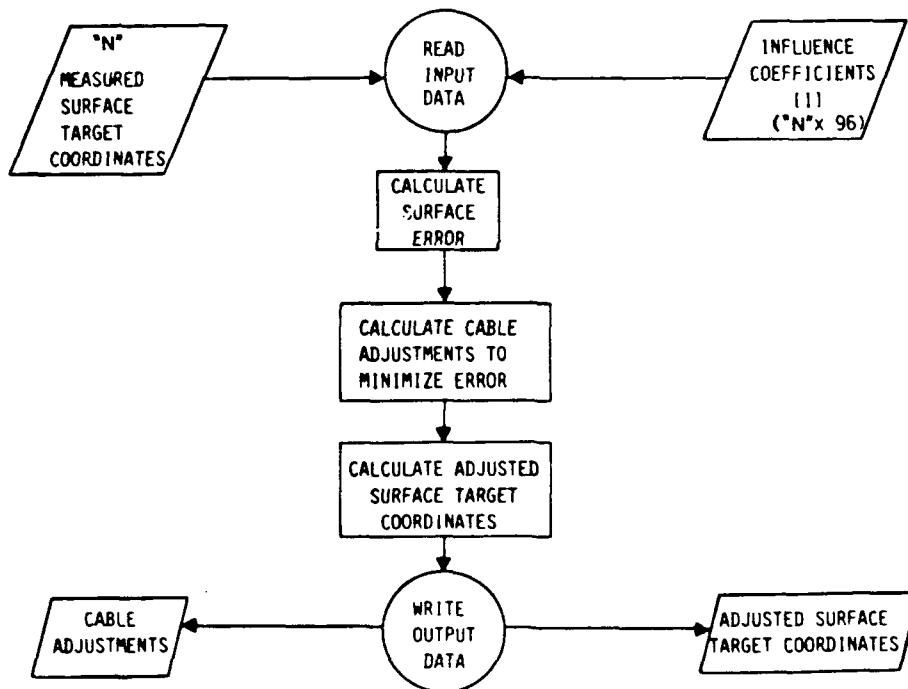 "N"
MEASURED
SURFACE
TARGET
COORDINATES
READ
INPUT
DATA
INFLUENCE
COEFFICIENTS
[I]
("N"x 96)
CALCULATE
SURFACE
ERROR
CALCULATE CABLE
ADJUSTMENTS TO
MINIMIZE ERROR
CALCULATE ADJUSTED
SURFACE TARGET
COORDINATES
CABLE
ADJUSTMENTS
WRITE
OUTPUT
DATA
ADJUSTED SURFACE
TARGET COORDINATES